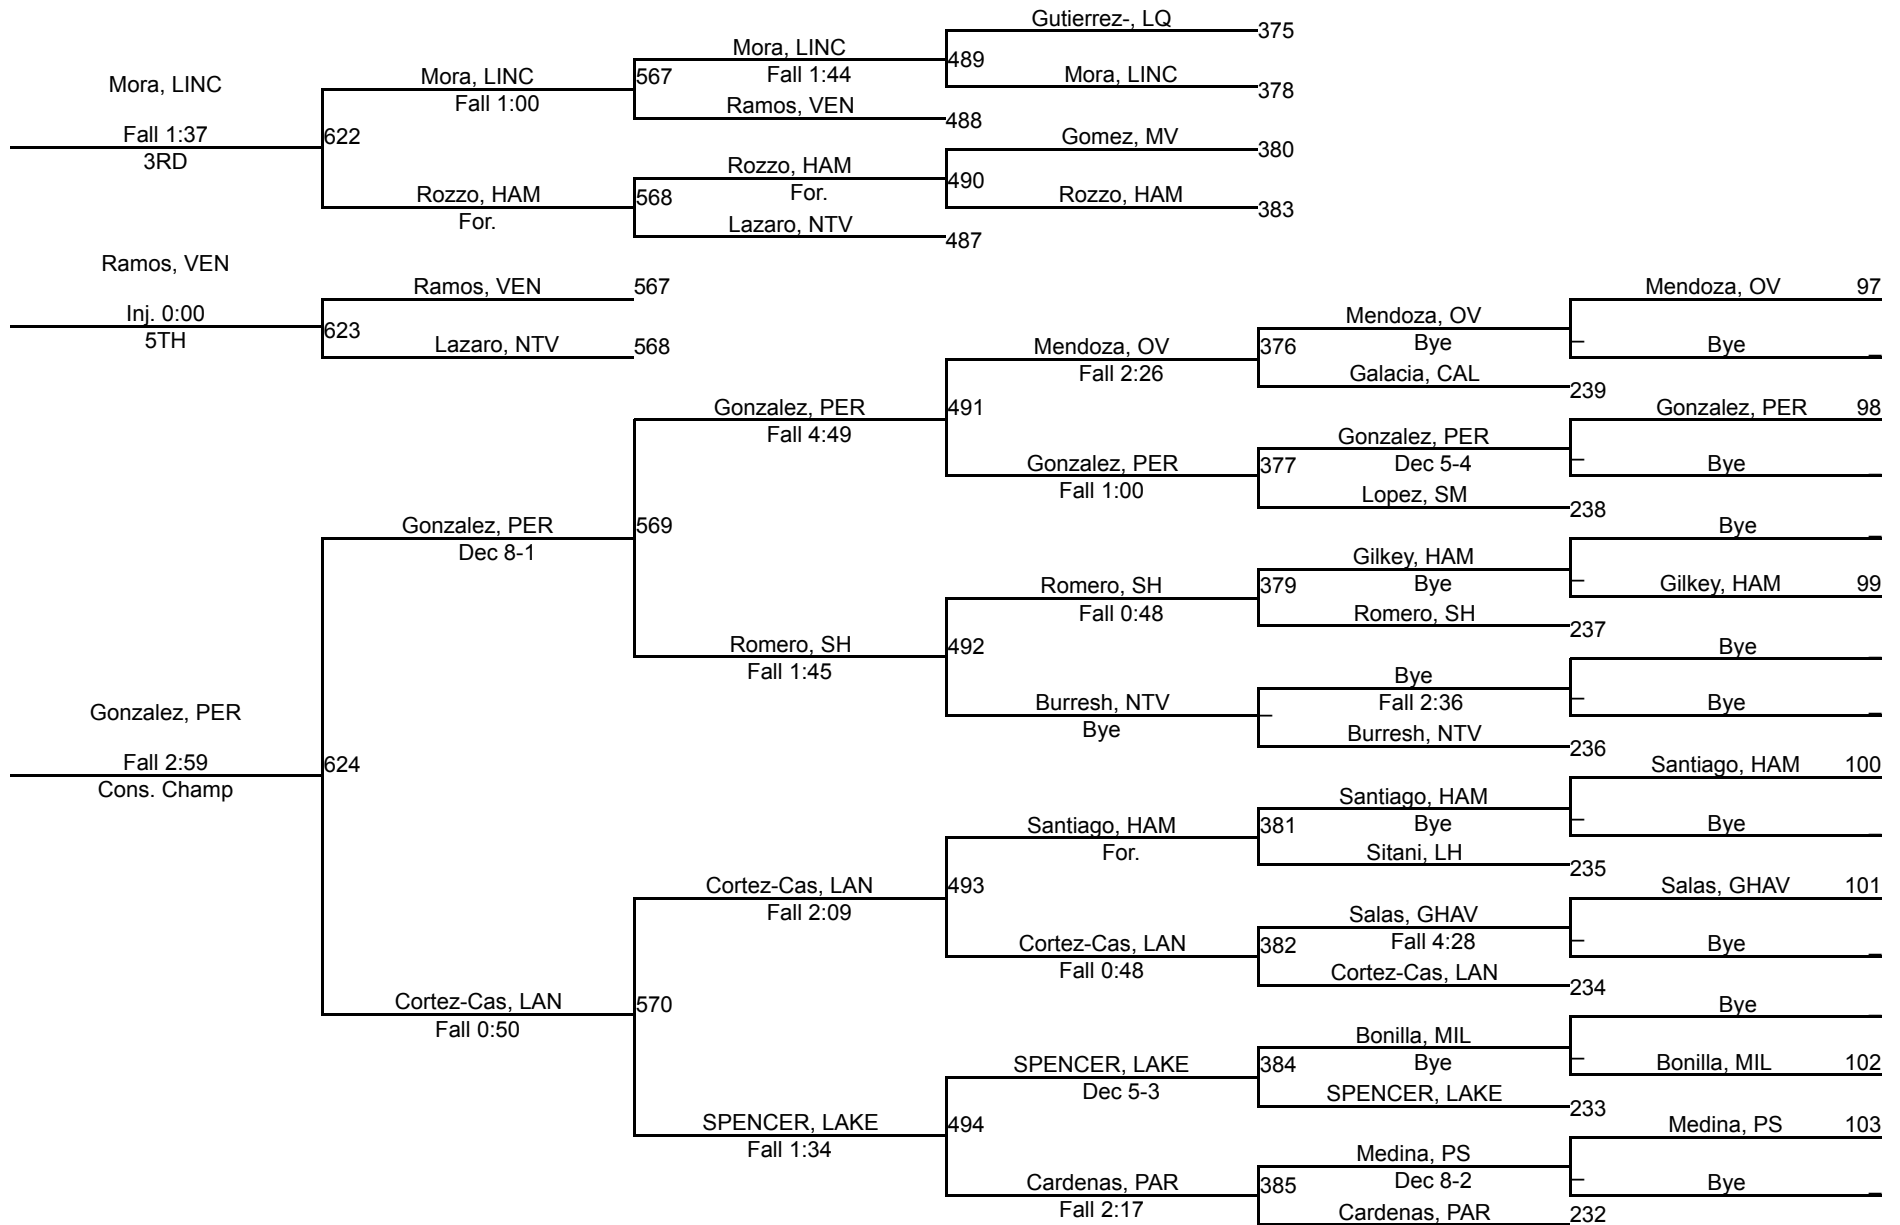 Gutierrez-, LQ 375
Mora, LINC 489
Fall 1:44
Mora, LINC 378
Mora, LINC 567
Fall 1:00
Ramos, VEN 488
Mora, LINC
Fall 1:37 622
3RD
Gomez, MV 380
Rozzo, HAM 490
For.
Rozzo, HAM 383
Rozzo, HAM 568
For.
Lazaro, NTV 487
Ramos, VEN
Inj. 0:00 623
5TH
Ramos, VEN 567
Lazaro, NTV 568
Mendoza, OV 97
Mendoza, OV _
Bye
Bye _
Mendoza, OV 376
Fall 2:26
Galacia, CAL 239
Gonzalez, PER 491
Fall 4:49
Gonzalez, PER 98
Gonzalez, PER _
Dec 5-4
Bye _
Gonzalez, PER 377
Fall 1:00
Lopez, SM 238
Gonzalez, PER 569
Dec 8-1
Bye _
Gilkey, HAM _
Bye
Gilkey, HAM 99
Romero, SH 379
Fall 0:48
Romero, SH 237
Romero, SH 492
Fall 1:45
Bye _
Bye _
Fall 2:36
Bye _
Burresh, NTV _
Bye
Burresh, NTV 236
Gonzalez, PER
Fall 2:59 624
Cons. Champ
Santiago, HAM 100
Santiago, HAM _
Bye
Bye _
Santiago, HAM 381
For.
Sitani, LH 235
Cortez-Cas, LAN 493
Fall 2:09
Salas, GHAV 101
Salas, GHAV _
Fall 4:28
Bye _
Cortez-Cas, LAN 382
Fall 0:48
Cortez-Cas, LAN 234
Cortez-Cas, LAN 570
Fall 0:50
Bye _
Bonilla, MIL _
Bye
Bonilla, MIL 102
SPENCER, LAKE 384
Dec 5-3
SPENCER, LAKE 233
SPENCER, LAKE 494
Fall 1:34
Medina, PS 103
Medina, PS _
Dec 8-2
Bye _
Cardenas, PAR 385
Fall 2:17
Cardenas, PAR 232